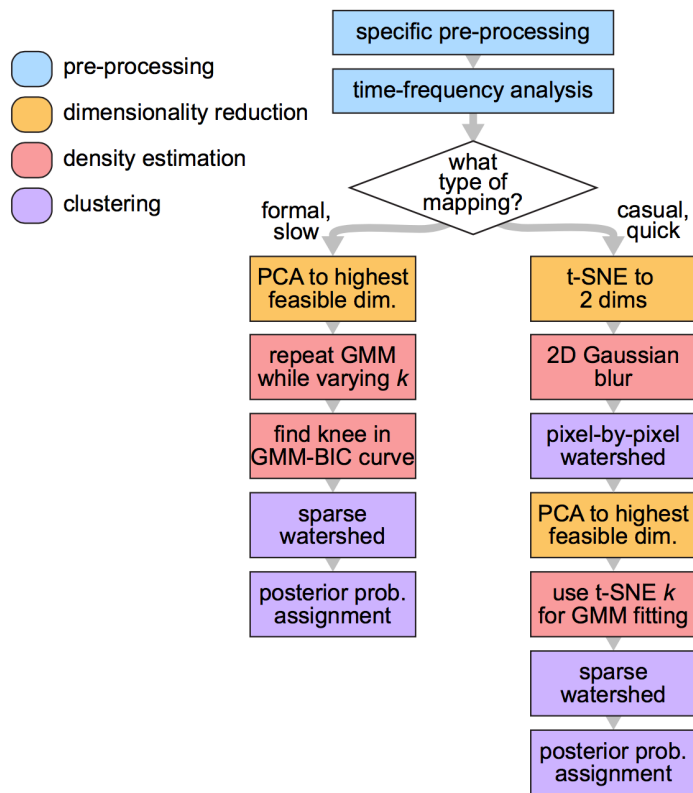 specific pre-processing
time-frequency analysis
pre-processing
dimensionality reduction
density estimation
clustering
what
type of
mapping?
formal,
slow
casual,
quick
PCA to highest
feasible dim.
repeat GMM
while varying k
find knee in
GMM-BIC curve
sparse
watershed
posterior prob.
assignment
t-SNE to
2 dims
2D Gaussian
blur
pixel-by-pixel
watershed
PCA to highest
feasible dim.
use t-SNE k
for GMM fitting
sparse
watershed
posterior prob.
assignment